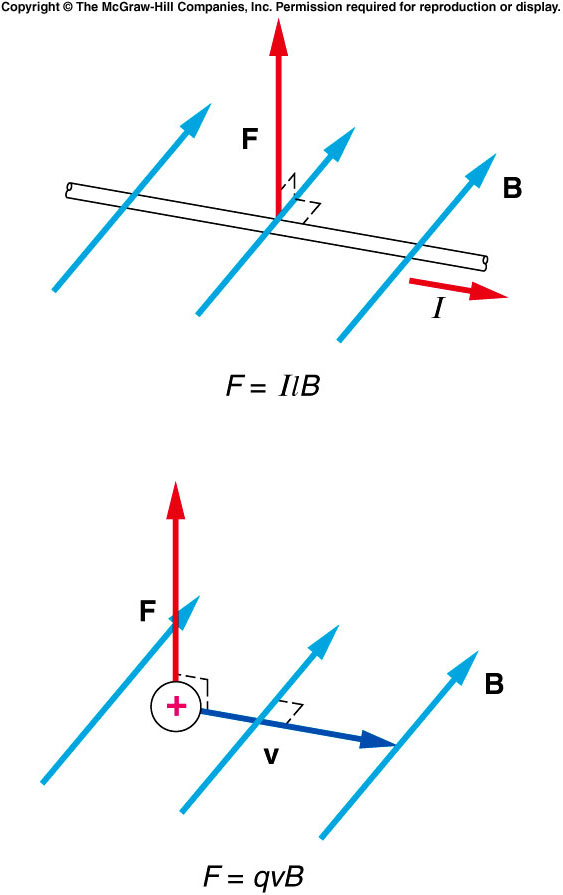 Copyright © The McGraw-Hill Companies, Inc. Permission required for reproduction or display.
F
B
I
F = IlB
F
B
+
v
F = qvB